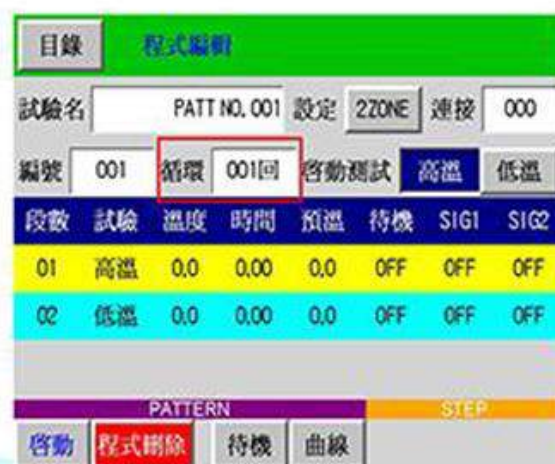 目錄 程式編輯
試驗名 PATT NO. 001 設定 2ZONE 連接 000
編號 001 循環 001回 啓動測試 高溫 低溫
段數 試驗 溫度 時間 預溫 待機 SIG1 SIG2
01 高溫 0.0 0.00 0.0 OFF OFF OFF
02 低溫 0.0 0.00 0.0 OFF OFF OFF
PATTERN STEP
啓動 程式刪除 待機 曲線